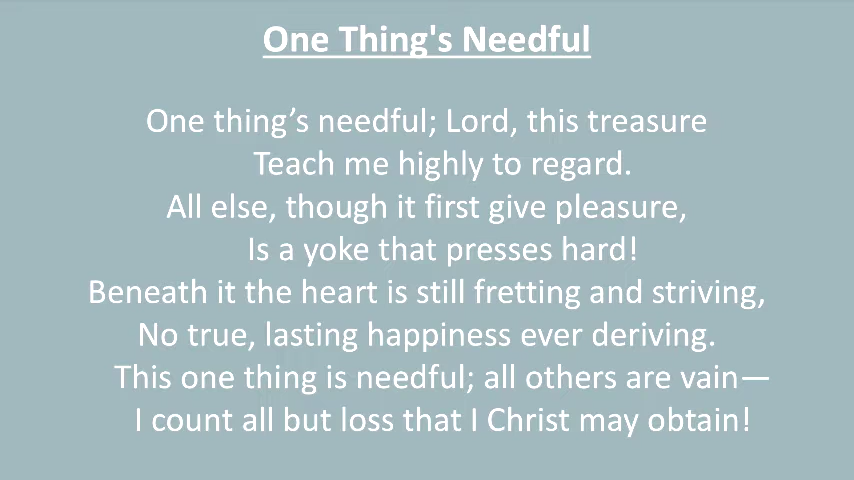 One Thing's Needful
One thing’s needful; Lord, this treasure
Teach me highly to regard.
All else, though it first give pleasure,
Is a yoke that presses hard!
Beneath it the heart is still fretting and striving,
No true, lasting happiness ever deriving.
This one thing is needful; all others are vain—
I count all but loss that I Christ may obtain!